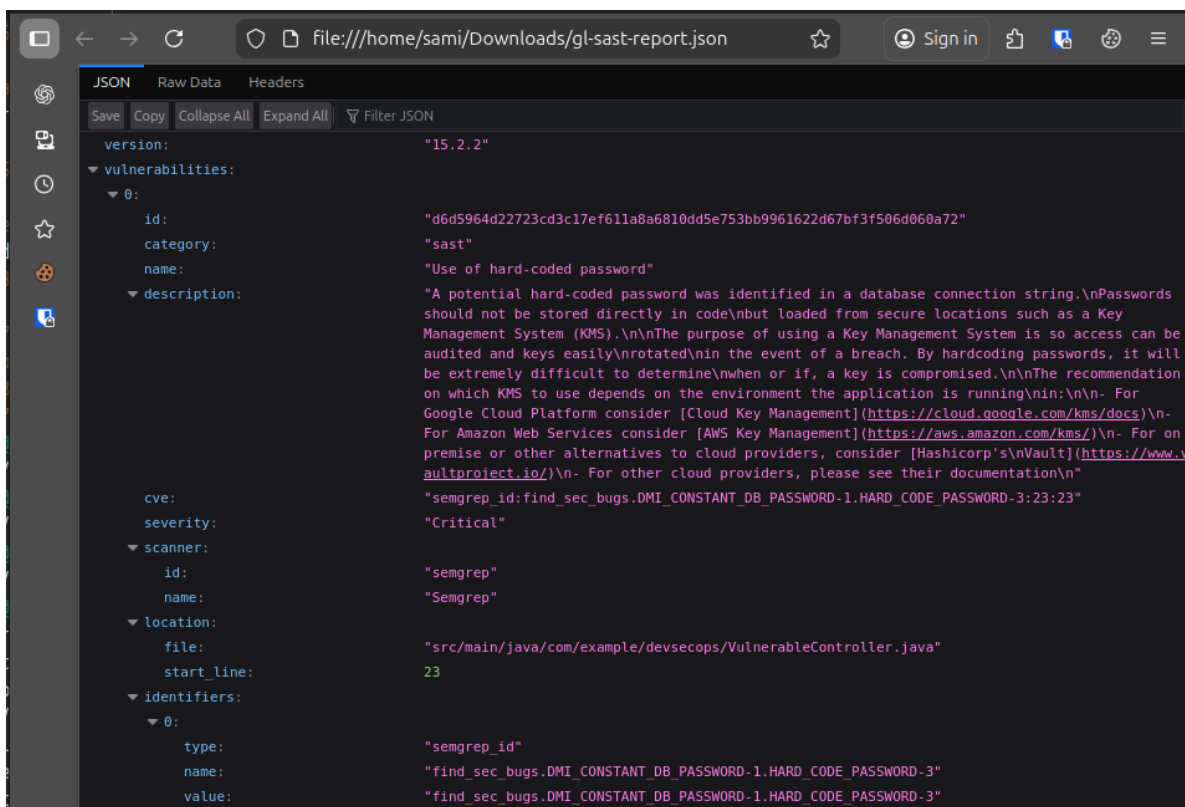 file:///home/sami/Downloads/gl-sast-report.json
Sign in
JSON Raw Data Headers
Save Copy Collapse All Expand All Filter JSON
version: "15.2.2"
vulnerabilities:
0:
id: "d6d5964d22723cd3c17ef611a8a6810dd5e753bb9961622d67bf3f506d060a72"
category: "sast"
name: "Use of hard-coded password"
description: "A potential hard-coded password was identified in a database connection string.\nPasswords
should not be stored directly in code\nbut loaded from secure locations such as a Key
Management System (KMS).\n\nThe purpose of using a Key Management System is so access can be
audited and keys easily\nrotated\nin the event of a breach. By hardcoding passwords, it will
be extremely difficult to determine\nwhen or if, a key is compromised.\n\nThe recommendation
on which KMS to use depends on the environment the application is running\nin:\n\n- For
Google Cloud Platform consider [Cloud Key Management](https://cloud.google.com/kms/docs)\n-
For Amazon Web Services consider [AWS Key Management](https://aws.amazon.com/kms/)\n- For on
premise or other alternatives to cloud providers, consider [Hashicorp's\nVault](https://www.v
aultproject.io/)\n- For other cloud providers, please see their documentation\n"
cve: "semgrep_id:find_sec_bugs.DMI_CONSTANT_DB_PASSWORD-1.HARD_CODE_PASSWORD-3:23:23"
severity: "Critical"
scanner:
id: "semgrep"
name: "Semgrep"
location:
file: "src/main/java/com/example/devsecops/VulnerableController.java"
start_line: 23
identifiers:
0:
type: "semgrep_id"
name: "find_sec_bugs.DMI_CONSTANT_DB_PASSWORD-1.HARD_CODE_PASSWORD-3"
value: "find_sec_bugs.DMI_CONSTANT_DB_PASSWORD-1.HARD_CODE_PASSWORD-3"